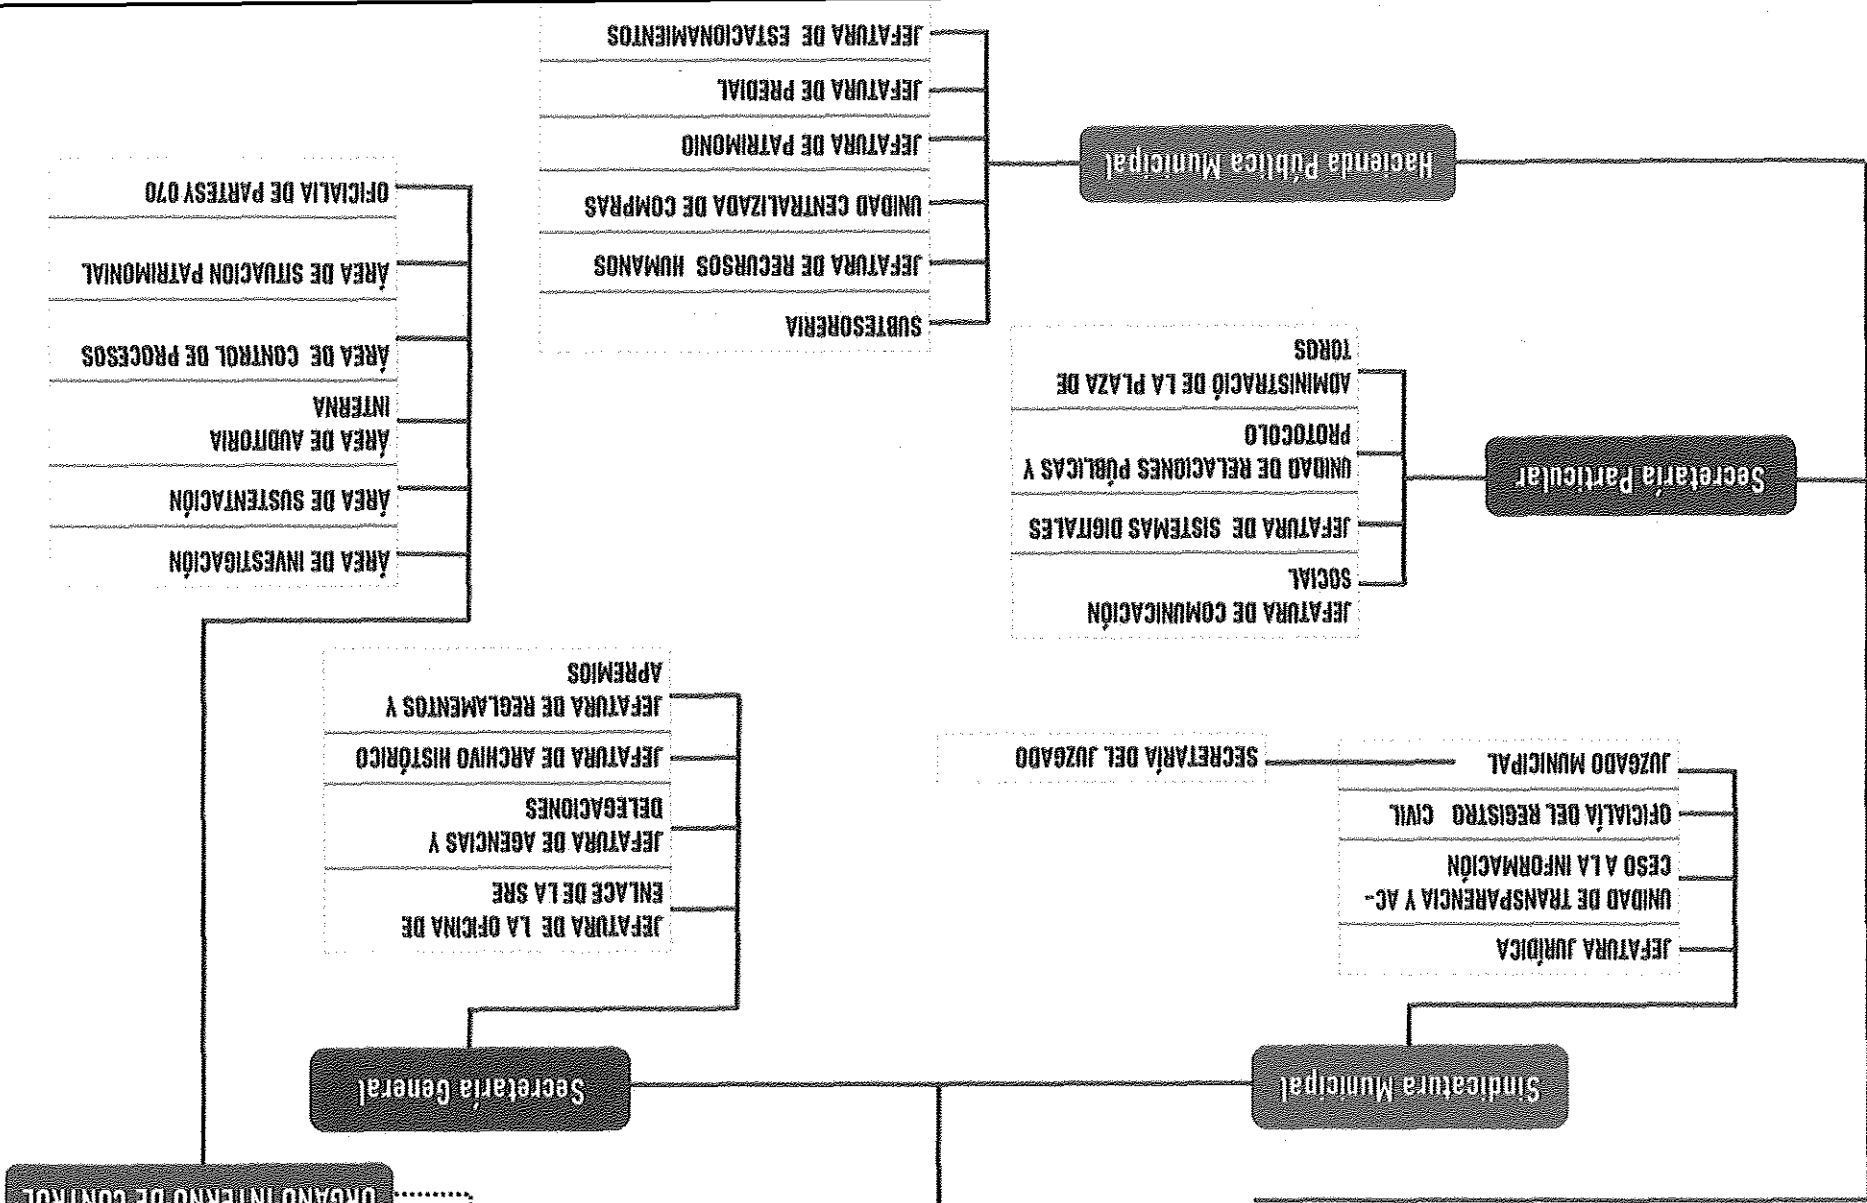 ORGANO INTERNO DE CONTROL
Sindicatura Municipal
Secretaría General
JEFATURA JURÍDICA
UNIDAD DE TRANSPARENCIA Y AC-
CESO A LA INFORMACIÓN
OFICIALÍA DEL REGISTRO CIVIL
JUZGADO MUNICIPAL
SECRETARÍA DEL JUZGADO
JEFATURA DE LA OFICINA DE
ENLACE DE LA SRE
JEFATURA DE AGENCIAS Y
DELEGACIONES
JEFATURA DE ARCHIVO HISTÓRICO
JEFATURA DE REGLAMENTOS Y
APREMIOS
ÁREA DE INVESTIGACIÓN
ÁREA DE SUSTENTACIÓN
ÁREA DE AUDITORIA
INTERNA
ÁREA DE CONTROL DE PROCESOS
ÁREA DE SITUACION PATRIMONIAL
OFICIALIA DE PARTESY 070
Secretaría Particular
JEFATURA DE COMUNICACIÓN
SOCIAL
JEFATURA DE SISTEMAS DIGITALES
UNIDAD DE RELACIONES PÚBLICAS Y
PROTOCOLO
ADMINISTRACIÓ DE LA PLAZA DE
TOROS
Hacienda Pública Municipal
SUBTESORERIA
JEFATURA DE RECURSOS HUMANOS
UNIDAD CENTRALIZADA DE COMPRAS
JEFATURA DE PATRIMONIO
JEFATURA DE PREDIAL
JEFATURA DE ESTACIONAMIENTOS